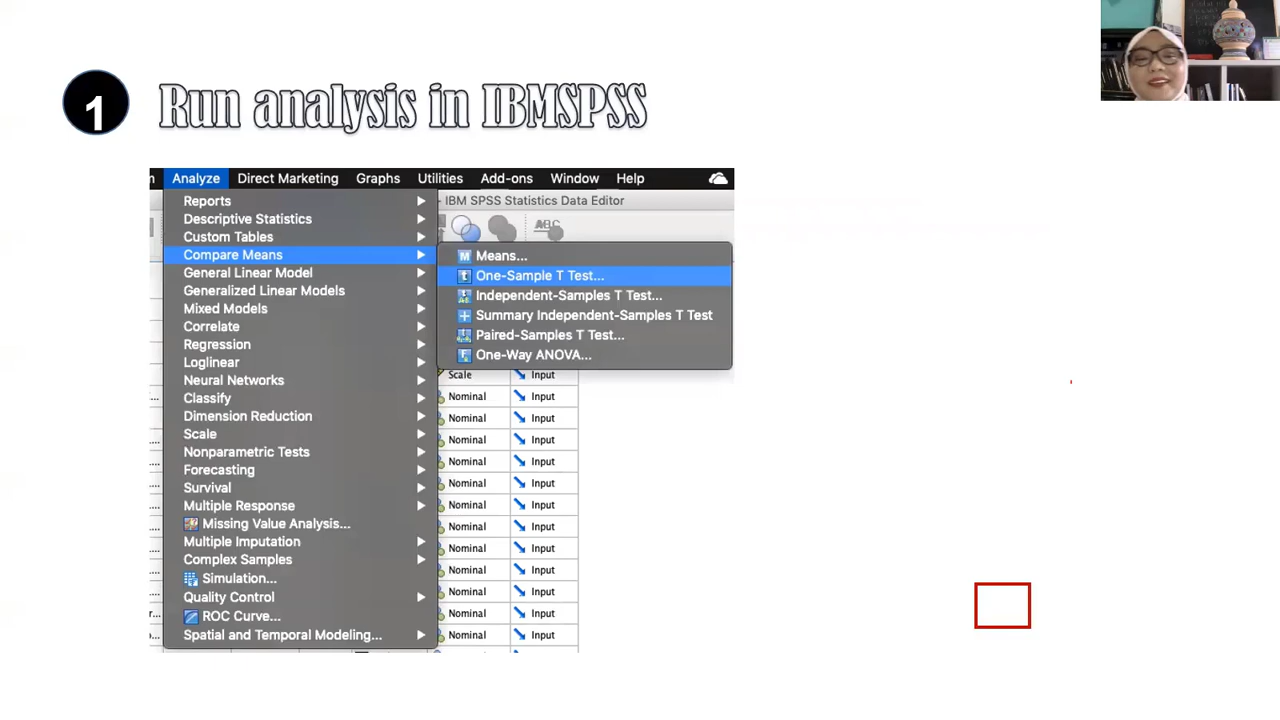 1
Run analysis in IBMSPSS
Analyze Direct Marketing Graphs Utilities Add-ons Window Help
- IBM SPSS Statistics Data Editor
Reports
Descriptive Statistics
Custom Tables
Compare Means
General Linear Model
Generalized Linear Models
Mixed Models
Correlate
Regression
Loglinear
Neural Networks
Classify
Dimension Reduction
Scale
Nonparametric Tests
Forecasting
Survival
Multiple Response
Missing Value Analysis...
Multiple Imputation
Complex Samples
Simulation...
Quality Control
ROC Curve...
Spatial and Temporal Modeling...
Means...
One-Sample T Test...
Independent-Samples T Test...
Summary Independent-Samples T Test
Paired-Samples T Test...
One-Way ANOVA...
Scale Input
Nominal Input
Nominal Input
Nominal Input
Nominal Input
Nominal Input
Nominal Input
Nominal Input
Nominal Input
Nominal Input
Nominal Input
Nominal Input
Nominal Input